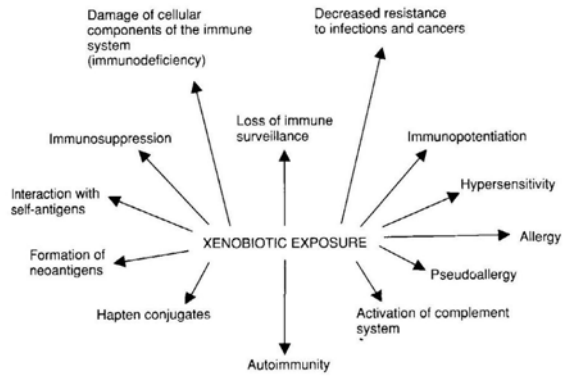 Damage of cellular
components of the immune
system
(immunodeficiency)
Decreased resistance
to infections and cancers
Loss of immune
surveillance
Immunosuppression
Immunopotentiation
Interaction with
self-antigens
Hypersensitivity
XENOBIOTIC EXPOSURE
Allergy
Formation of
neoantigens
Pseudoallergy
Hapten conjugates
Activation of complement
system
Autoimmunity